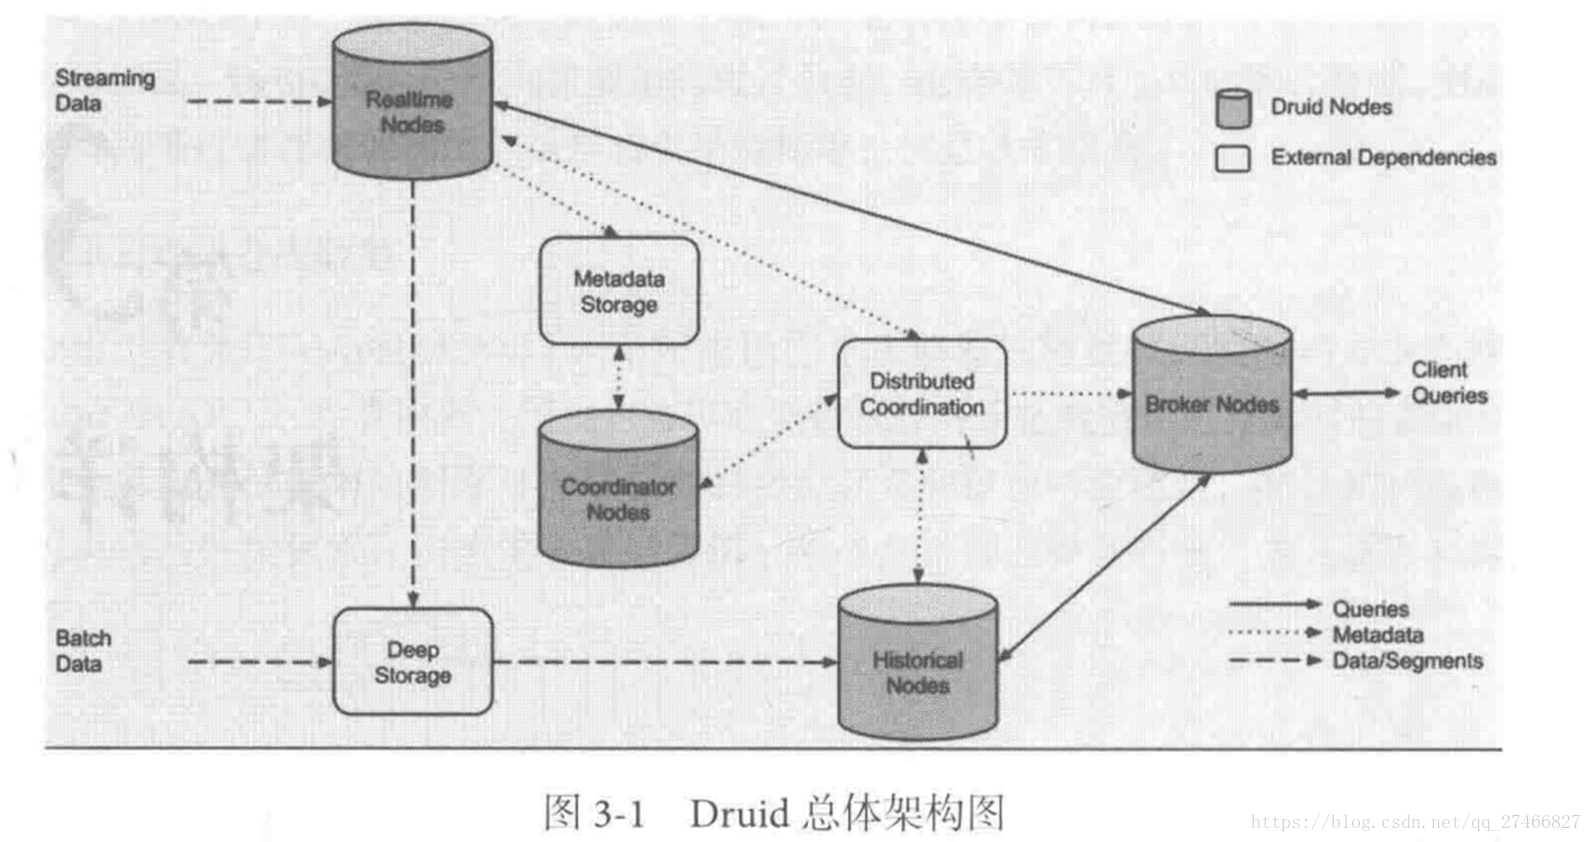 Streaming
Data
Realtime
Nodes
Druid Nodes
External Dependencies
Metadata
Storage
Distributed
Coordination
Broker Nodes
Client
Queries
Coordinator
Nodes
Batch
Data
Deep
Storage
Historical
Nodes
Queries
Metadata
Data/Segments
图 3-1 Druid 总体架构图
https://blog.csdn.net/qq_27466827